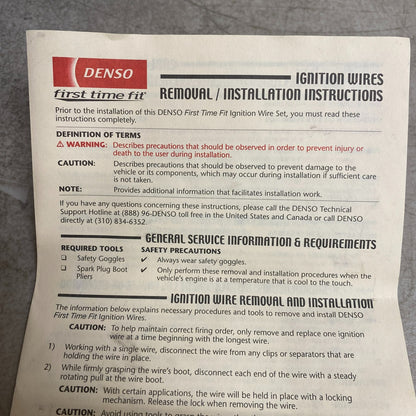 DENSO
first time fit®
IGNITION WIRES
REMOVAL / INSTALLATION INSTRUCTIONS
Prior to the installation of this DENSO First Time Fit Ignition Wire Set, you must read these
instructions completely.
DEFINITION OF TERMS
⚠ WARNING: Describes precautions that should be observed in order to prevent injury or
death to the user during installation.
CAUTION: Describes precautions that should be observed to prevent damage to the
vehicle or its components, which may occur during installation if sufficient care
is not taken.
NOTE: Provides additional information that facilitates installation work.
If you have any questions concerning these instructions, please call the DENSO Technical
Support Hotline at (888) 96-DENSO toll free in the United States and Canada or call DENSO
directly at (310) 834-6352.
GENERAL SERVICE INFORMATION & REQUIREMENTS
REQUIRED TOOLS
❑ Safety Goggles
❑ Spark Plug Boot
Pliers
SAFETY PRECAUTIONS
✔ Always wear safety goggles.
✔ Only perform these removal and installation procedures when the
vehicle's engine is at a temperature that is cool to the touch.
IGNITION WIRE REMOVAL AND INSTALLATION
The information below explains necessary procedures and tools to remove and install DENSO
First Time Fit Ignition Wires.
CAUTION: To help maintain correct firing order, only remove and replace one ignition
wire at a time beginning with the longest wire.
1) Working with a single wire, disconnect the wire from any clips or separators that are
holding the wire in place.
2) While firmly grasping the wire's boot, disconnect each end of the wire with a steady
rotating pull at the wire boot.
CAUTION: With certain applications, the wire will be held in place with a locking
mechanism. Release the lock when removing the wire.
CAUTION: Avoid using tools to